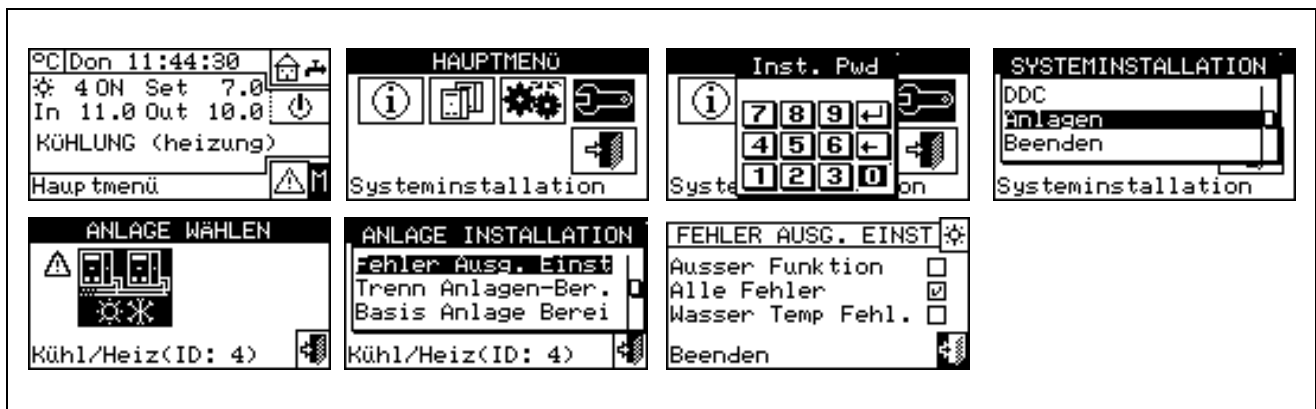 °C Don 11:44:30
4 ON Set 7.0
In 11.0 Out 10.0
KÜHLUNG (heizung)
Hauptmenü
M
HAUPTMENÜ
i
Systeminstallation
Inst. Pwd
i
7 8 9
4 5 6
1 2 3 0
Syste on
SYSTEMINSTALLATION
DDC
Anlagen
Beenden
Systeminstallation
ANLAGE WÄHLEN
Kühl/Heiz(ID: 4)
ANLAGE INSTALLATION
Fehler Ausg. Einst
Trenn Anlagen-Ber.
Basis Anlage Berei
Kühl/Heiz(ID: 4)
FEHLER AUSG. EINST
Ausser Funktion
Alle Fehler
Wasser Temp Fehl.
Beenden